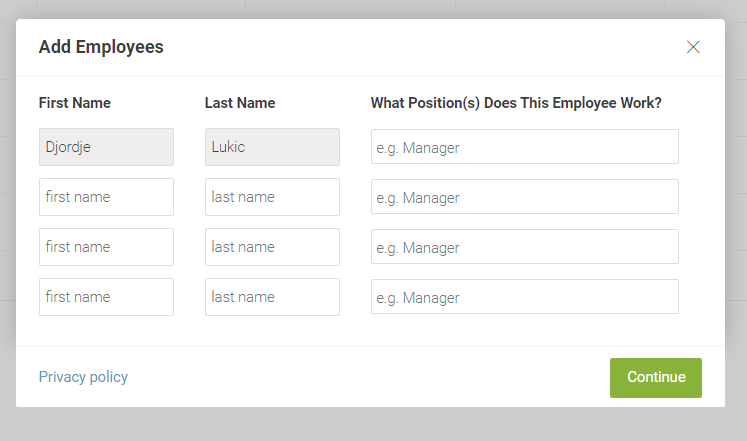 Add Employees
First Name Last Name What Position(s) Does This Employee Work?
Djordje Lukic e.g. Manager
first name last name e.g. Manager
first name last name e.g. Manager
first name last name e.g. Manager
Privacy policy Continue